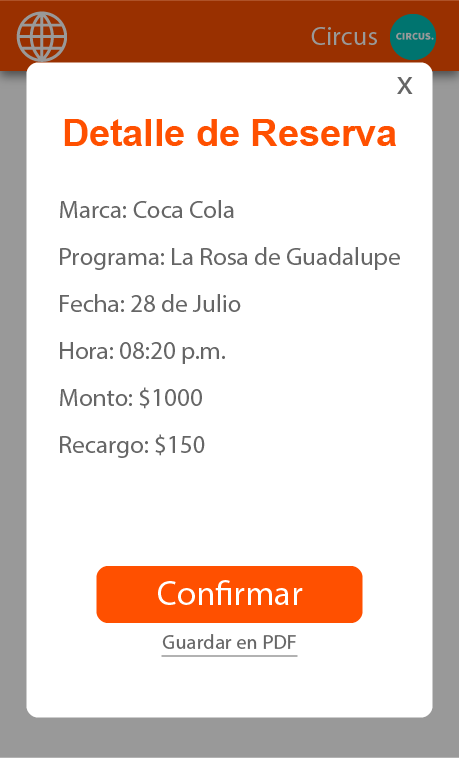 Circus
CIRCUS.
X
Detalle de Reserva
Marca: Coca Cola
Programa: La Rosa de Guadalupe
Fecha: 28 de Julio
Hora: 08:20 p.m.
Monto: $1000
Recargo: $150
Confirmar
Guardar en PDF